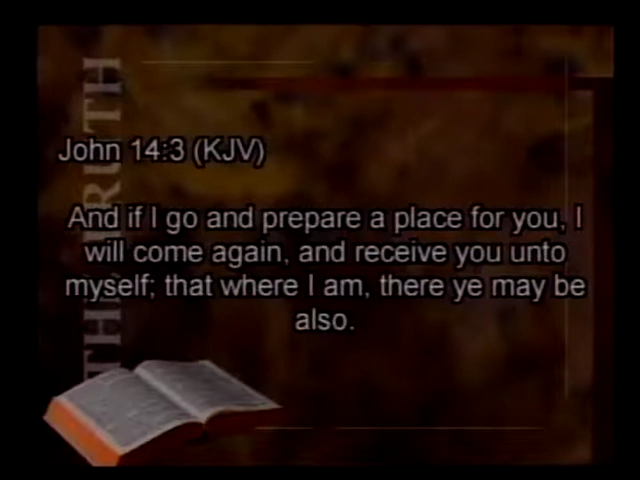 John 14:3 (KJV)
And if I go and prepare a place for you, I
will come again, and receive you unto
myself; that where I am, there ye may be
also.
TRUTH